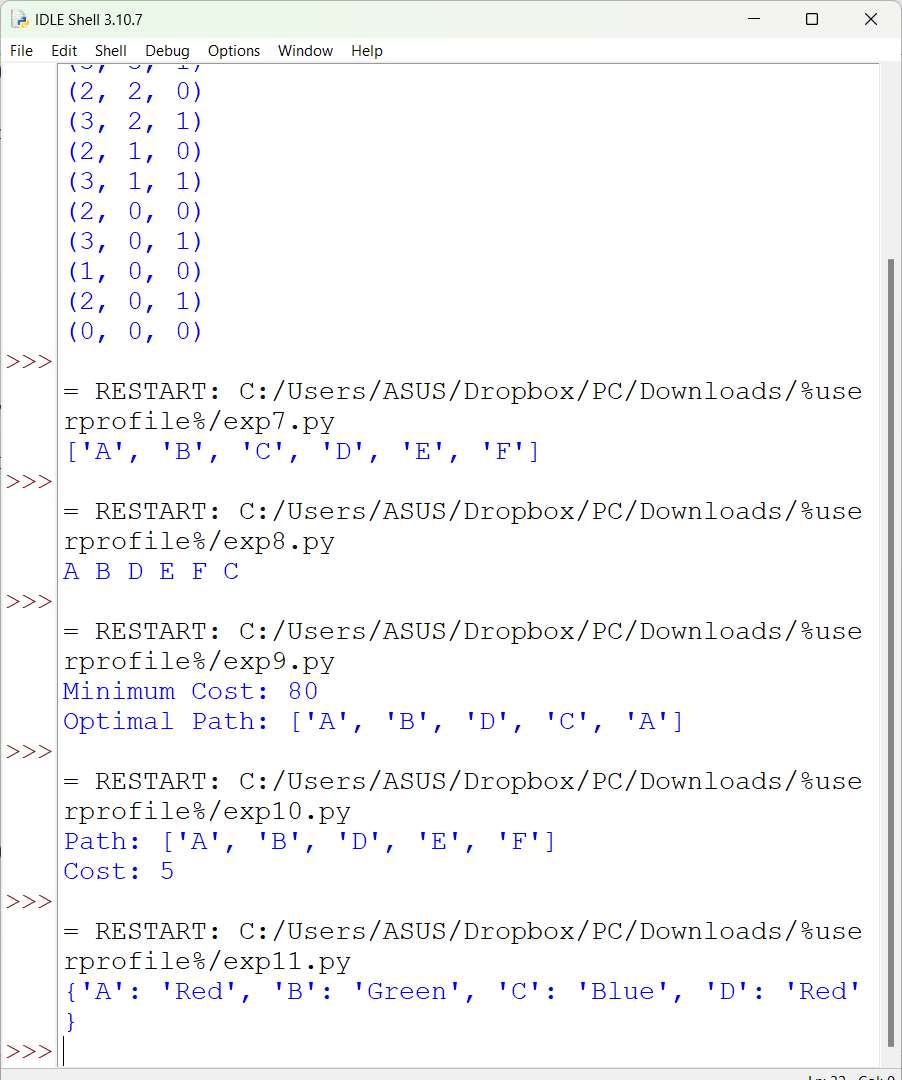 IDLE Shell 3.10.7
File Edit Shell Debug Options Window Help
(2, 2, 0)
(3, 2, 1)
(2, 1, 0)
(3, 1, 1)
(2, 0, 0)
(3, 0, 1)
(1, 0, 0)
(2, 0, 1)
(0, 0, 0)
>>>
= RESTART: C:/Users/ASUS/Dropbox/PC/Downloads/%use
rprofile%/exp7.py
['A', 'B', 'C', 'D', 'E', 'F']
>>>
= RESTART: C:/Users/ASUS/Dropbox/PC/Downloads/%use
rprofile%/exp8.py
A B D E F C
>>>
= RESTART: C:/Users/ASUS/Dropbox/PC/Downloads/%use
rprofile%/exp9.py
Minimum Cost: 80
Optimal Path: ['A', 'B', 'D', 'C', 'A']
>>>
= RESTART: C:/Users/ASUS/Dropbox/PC/Downloads/%use
rprofile%/exp10.py
Path: ['A', 'B', 'D', 'E', 'F']
Cost: 5
>>>
= RESTART: C:/Users/ASUS/Dropbox/PC/Downloads/%use
rprofile%/exp11.py
{'A': 'Red', 'B': 'Green', 'C': 'Blue', 'D': 'Red'
}
>>>